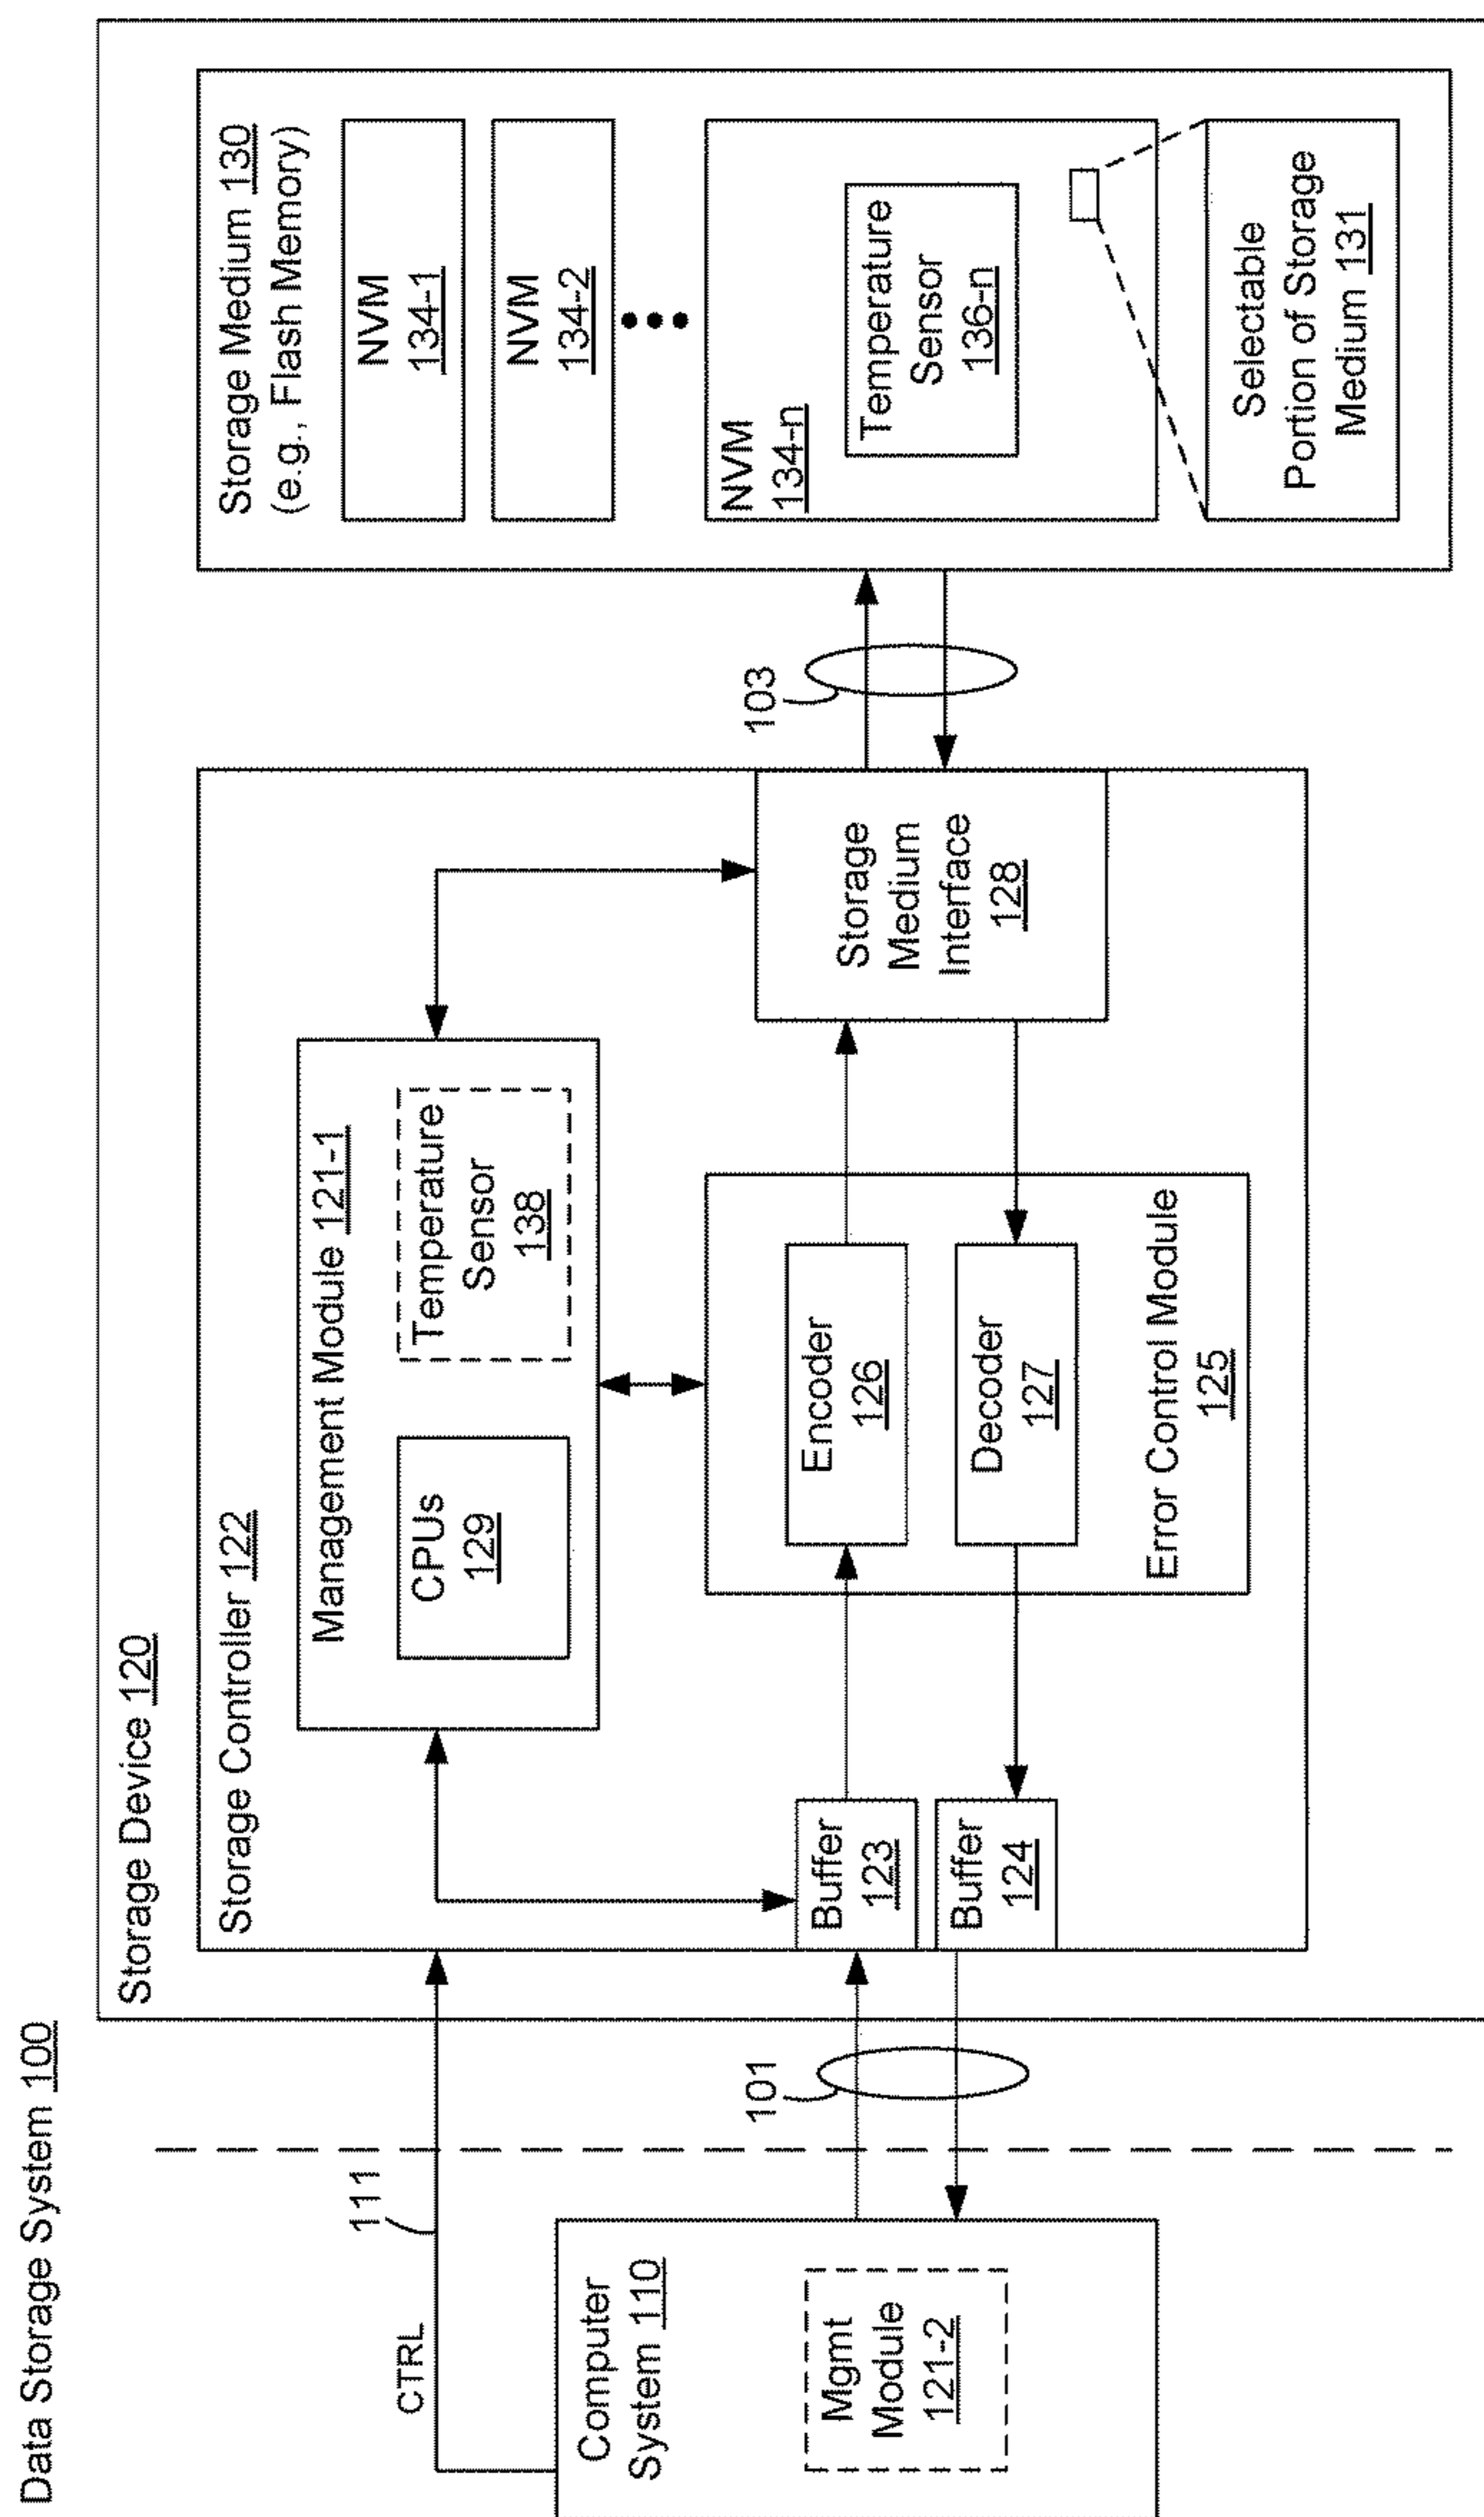 Data Storage System 100
Computer
System 110
Mgmt
Module
121-2
CTRL
111
101
Storage Device 120
Storage Controller 122
Management Module 121-1
CPUs
129
Temperature
Sensor
138
Buffer
123
Buffer
124
Encoder
126
Decoder
127
Error Control Module
125
Storage
Medium
Interface
128
103
Storage Medium 130
(e.g., Flash Memory)
NVM
134-1
NVM
134-2
NVM
134-n
Temperature
Sensor
136-n
Selectable
Portion of Storage
Medium 131